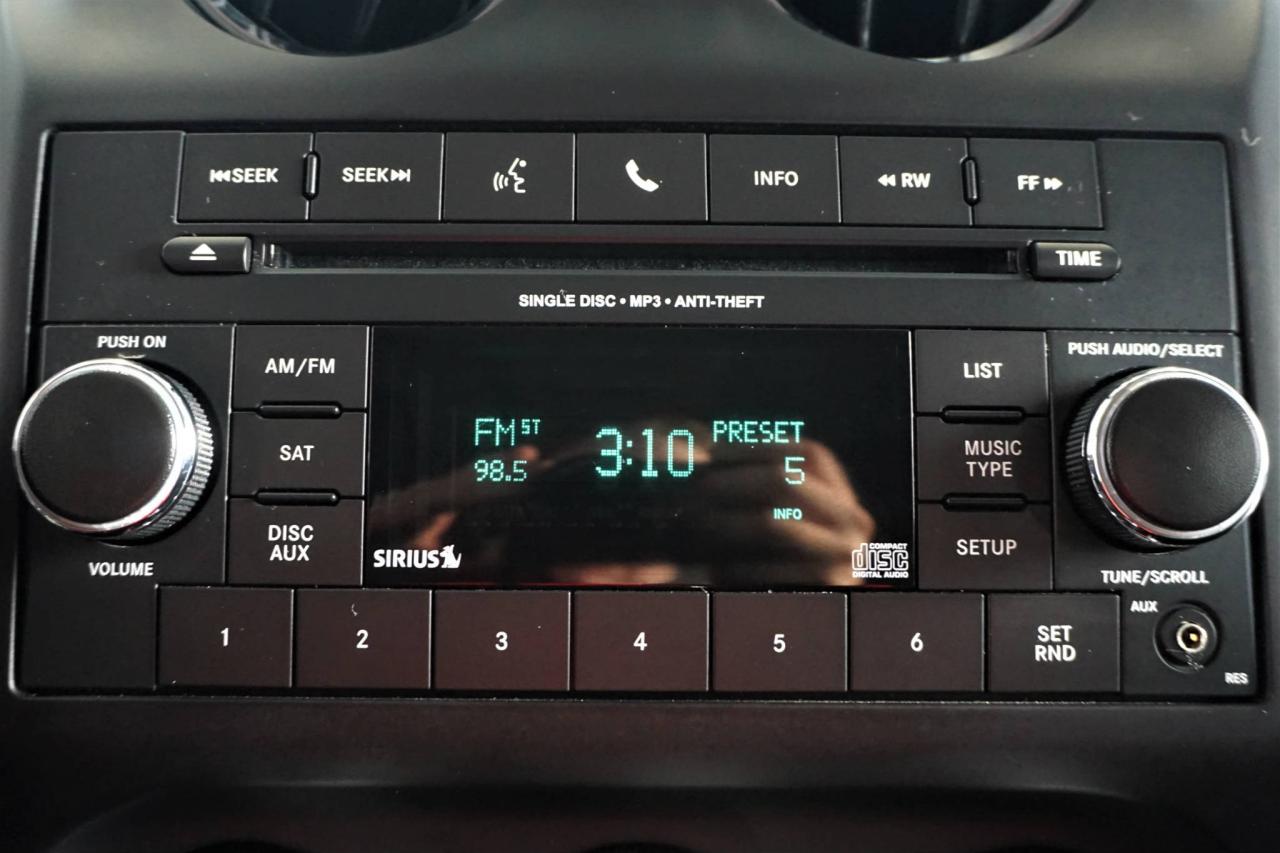 SEEK SEEK INFO RW FF
TIME
SINGLE DISC • MP3 • ANTI-THEFT
PUSH ON
VOLUME
AM/FM
SAT
DISC
AUX
FM ST
98.5
3:10
PRESET
5
INFO
SIRIUS
COMPACT
disc
DIGITAL AUDIO
LIST
MUSIC
TYPE
SETUP
PUSH AUDIO/SELECT
TUNE/SCROLL
1 2 3 4 5 6
SET
RND
AUX
RES